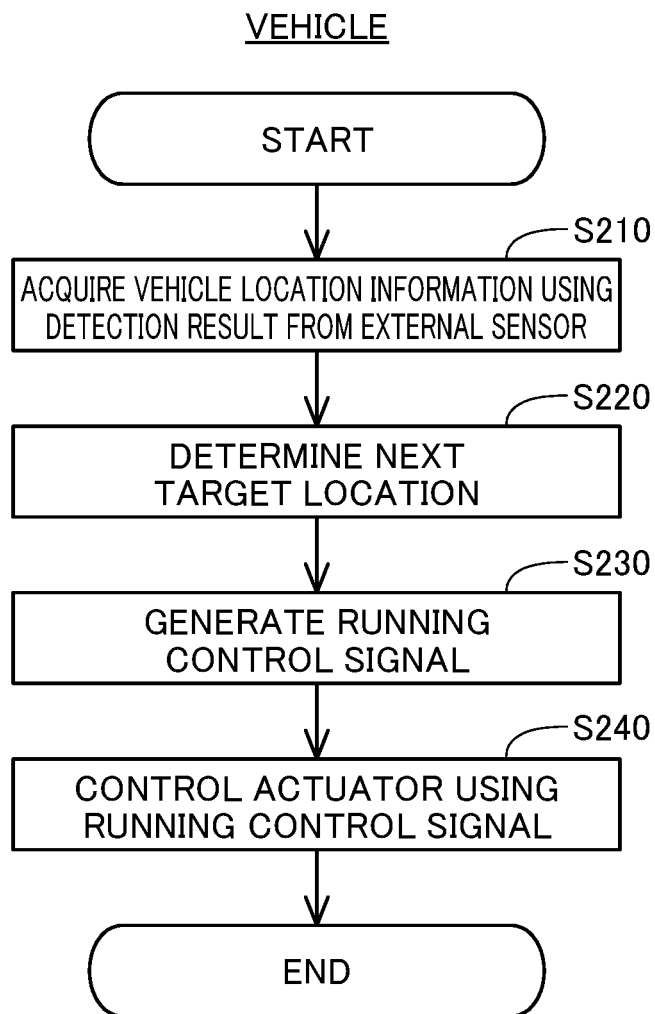 VEHICLE
START
S210
ACQUIRE VEHICLE LOCATION INFORMATION USING
DETECTION RESULT FROM EXTERNAL SENSOR
S220
DETERMINE NEXT
TARGET LOCATION
S230
GENERATE RUNNING
CONTROL SIGNAL
S240
CONTROL ACTUATOR USING
RUNNING CONTROL SIGNAL
END